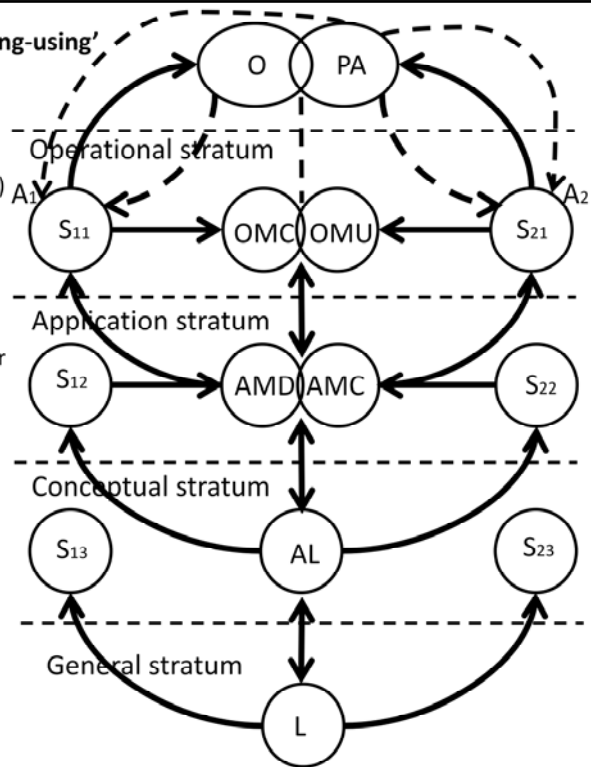 ng-using'
O PA
Operational stratum
) A1 A2
S11 OMC OMU S21
Application stratum
r
S12 AMD AMC S22
Conceptual stratum
S13 AL S23
General stratum
L